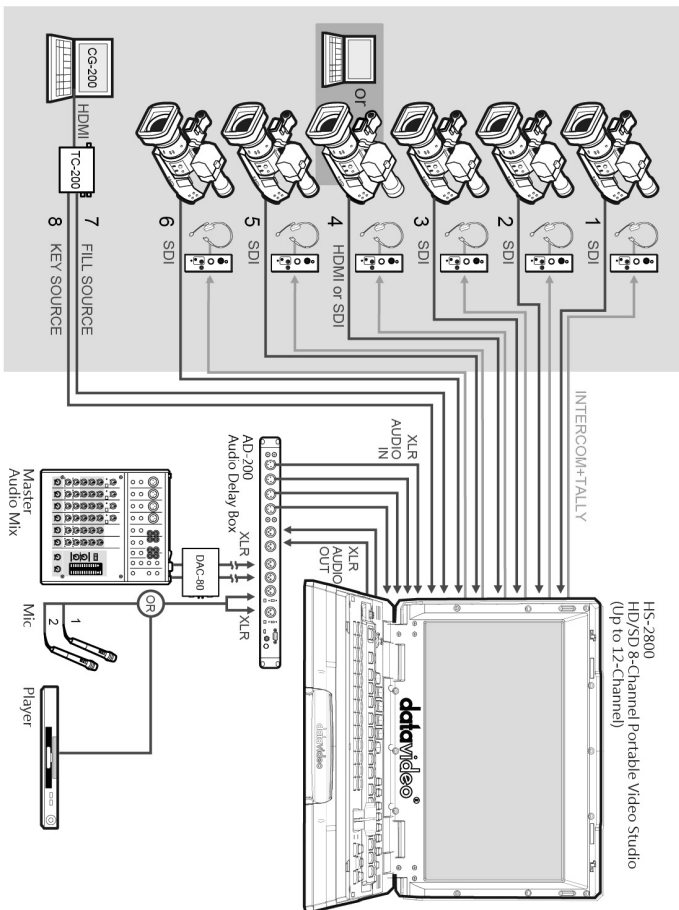 CG-200
HDMI
TC-200
or
8
KEY SOURCE
7
FILL SOURCE
6
SDI
5
SDI
4
HDMI or SDI
3
SDI
2
SDI
1
SDI
INTERCOM+TALLY
Master
Audio Mix
AD-200
Audio Delay Box
XLR
AUDIO
IN
XLR
AUDIO
OUT
XLR
DAC-80
XLR
OR
Mic
1
2
Player
HS-2800
HD/SD 8-Channel Portable Video Studio
(Up to 12-Channel)
datavideo®
datavideo